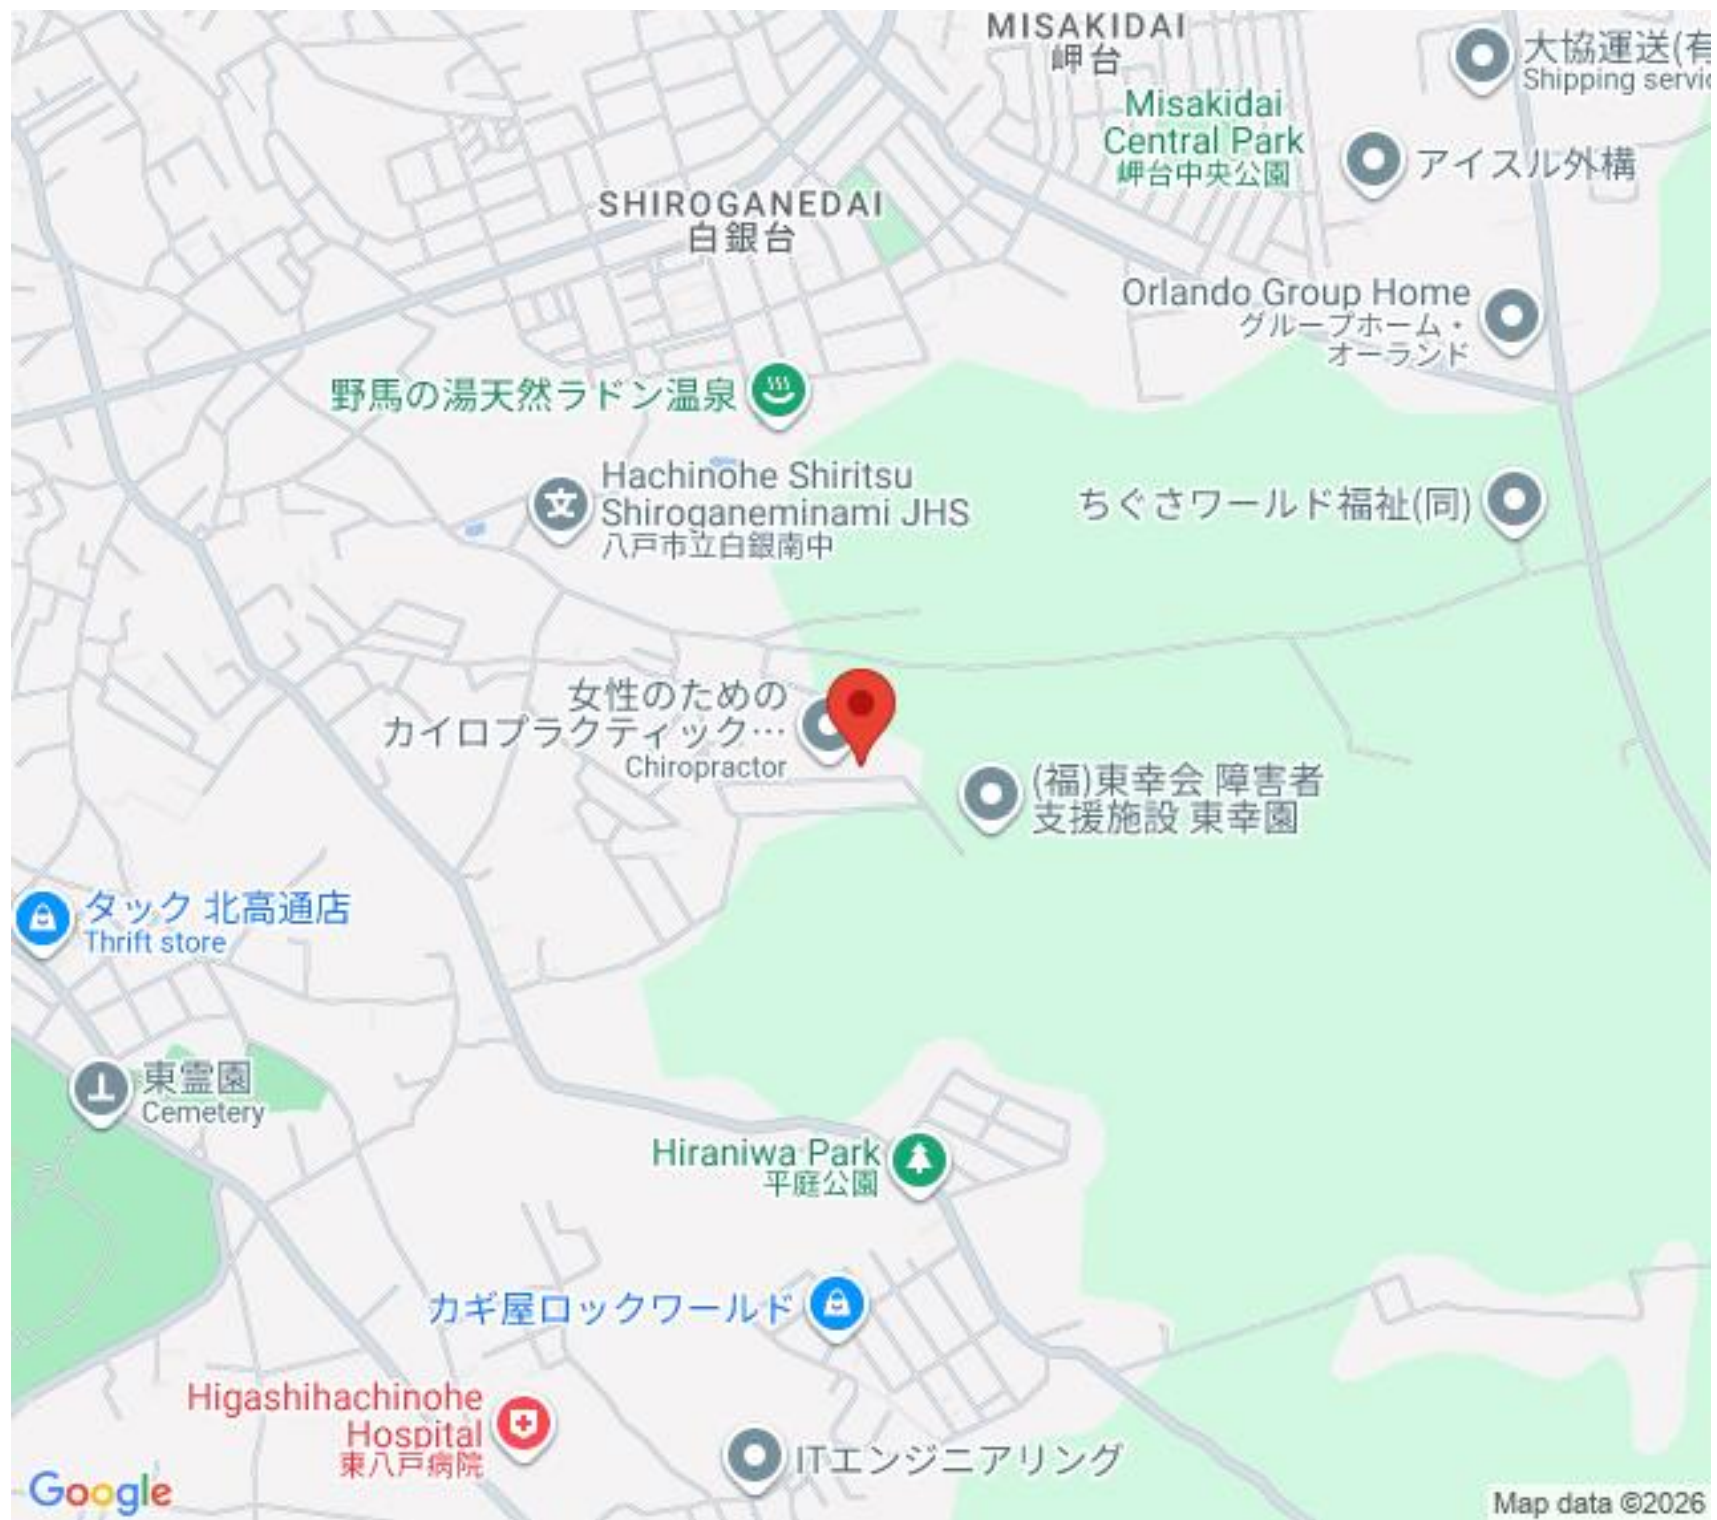 MISAKIDAI
岬台
大協運送(有
Shipping servic
Misakidai
Central Park
岬台中央公園
アイスル外構
SHIROGANEDAI
白銀台
Orlando Group Home
グループホーム・
オーランド
野馬の湯天然ラドン温泉
Hachinohe Shiritsu
Shiroganeminami JHS
八戸市立白銀南中
文
ちぐさワールド福祉(同)
女性のための
カイロプラクティック…
Chiropractor
(福)東幸会 障害者
支援施設 東幸園
タック 北高通店
Thrift store
東霊園
Cemetery
Hiraniwa Park
平庭公園
カギ屋ロックワールド
Higashihachinohe
Hospital
東八戸病院
ITエンジニアリング
Google
Map data ©2026